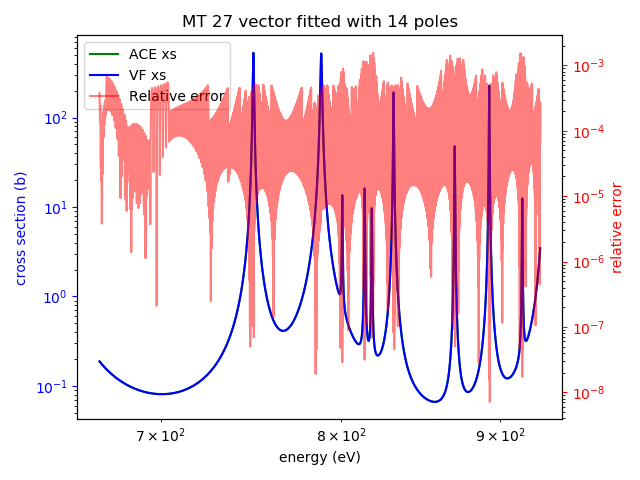 MT 27 vector fitted with 14 poles
ACE xs
VF xs
Relative error
cross section (b)
10²
10¹
10⁰
10⁻¹
10⁻³
10⁻⁴
10⁻⁵
10⁻⁶
10⁻⁷
10⁻⁸
relative error
7 × 10² 8 × 10² 9 × 10²
energy (eV)